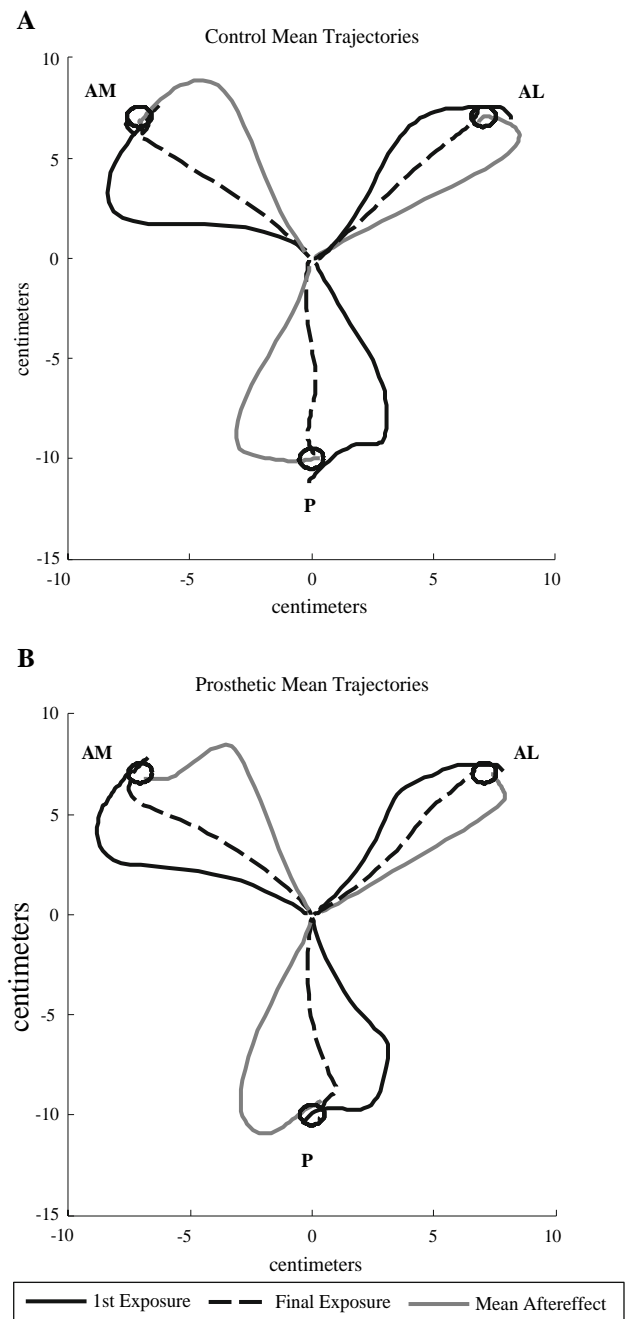 A
Control Mean Trajectories
10
AM
AL
5
0
centimeters
-5
-10
P
-15
-10
-5
0
5
10
centimeters
B
Prosthetic Mean Trajectories
10
AM
AL
5
0
centimeters
-5
-10
P
-15
-10
-5
0
5
10
centimeters
1st Exposure Final Exposure Mean Aftereffect